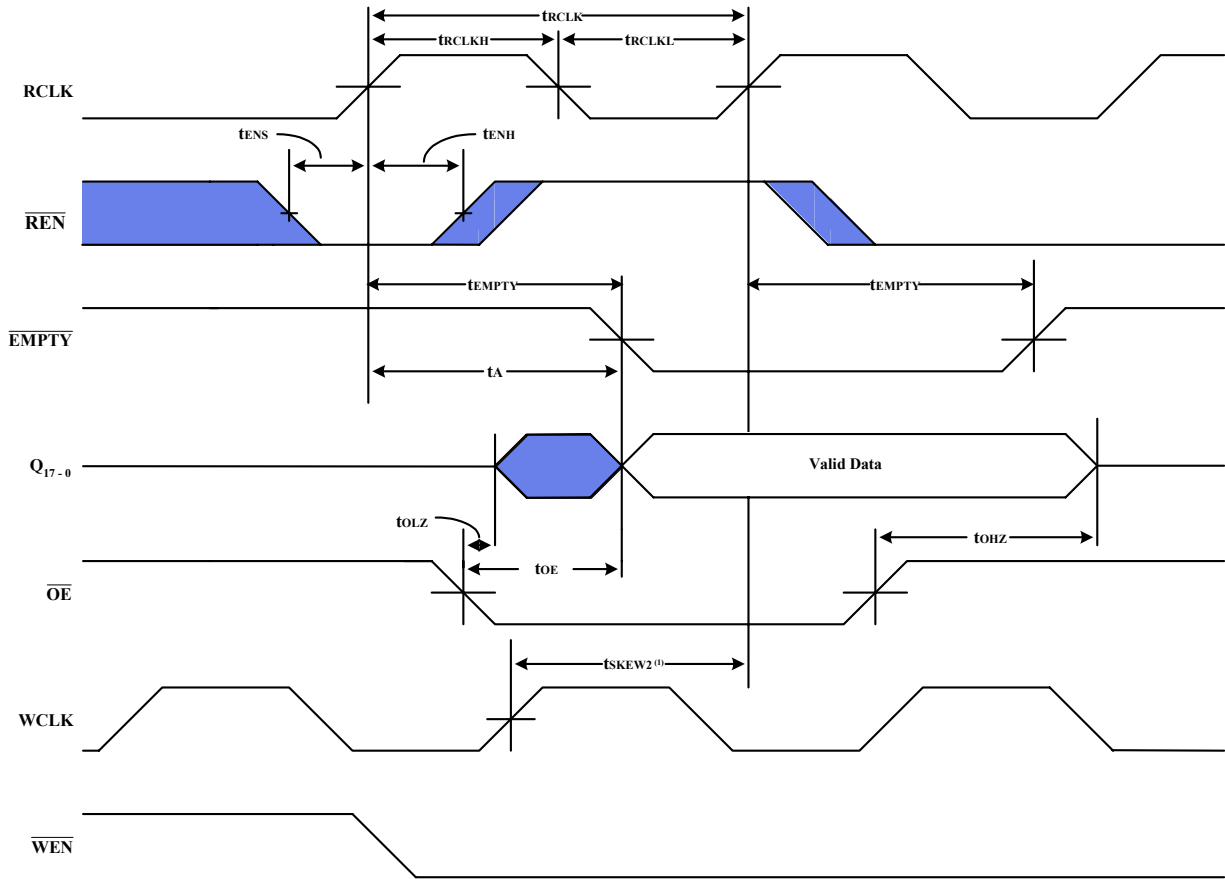 tRCLK
tRCLKH
tRCLKL
RCLK
tENS
tENH
REN
tEMPTY
tEMPTY
EMPTY
tA
Q17 - 0
Valid Data
tOLZ
tOHZ
tOE
OE
tSKEW2 (1)
WCLK
WEN